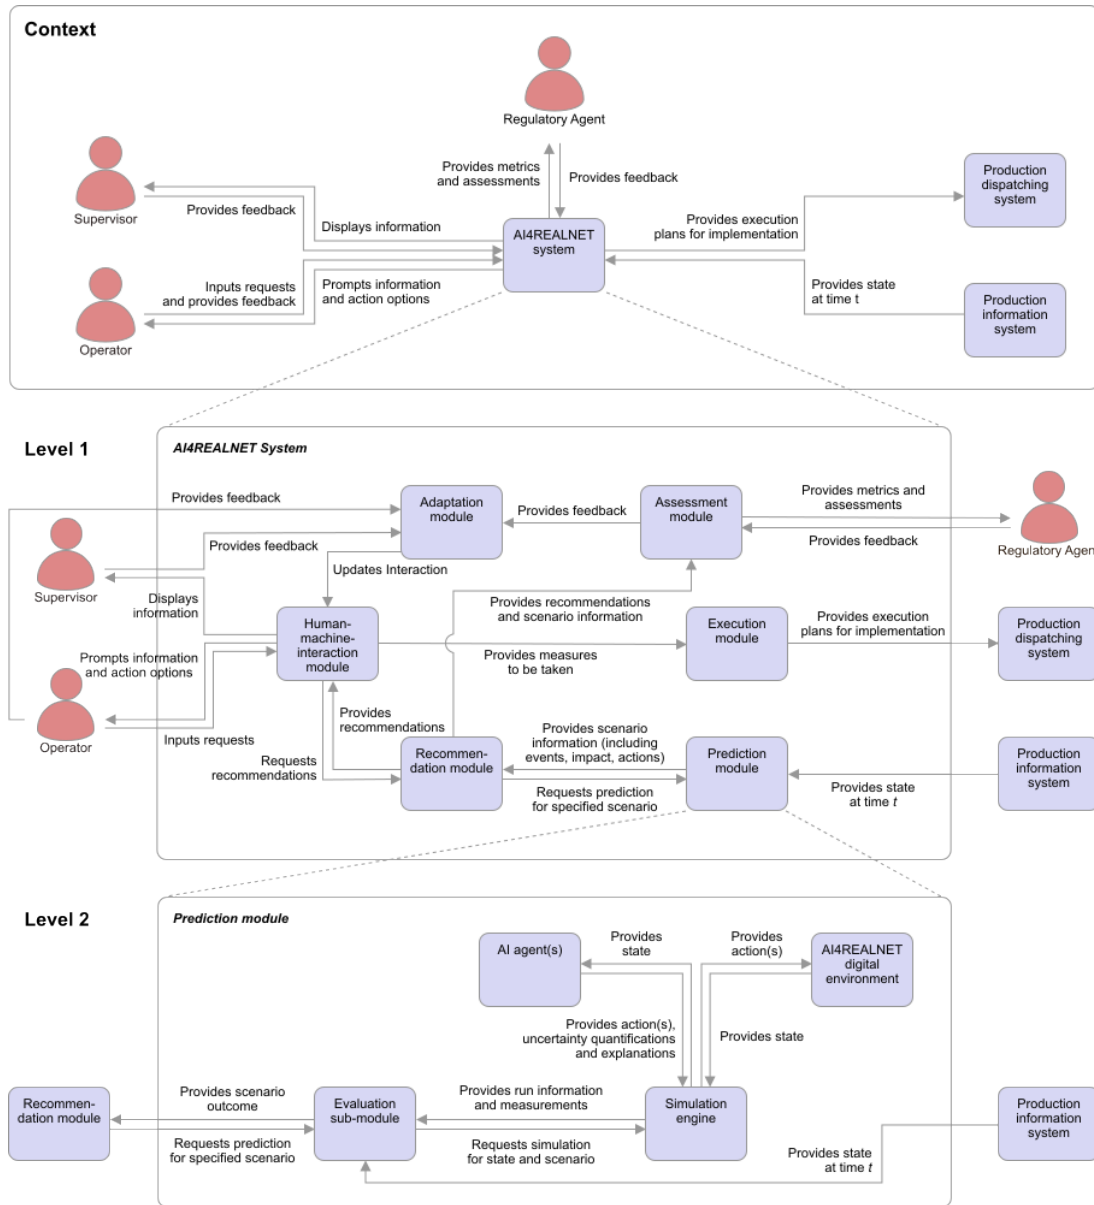 Context
Regulatory Agent
Provides metrics
and assessments
Provides feedback
Supervisor
Provides feedback
Displays information
AI4REALNET
system
Provides execution
plans for implementation
Production
dispatching
system
Inputs requests
and provides feedback
Prompts information
and action options
Operator
Provides state
at time t
Production
information
system
Level 1
AI4REALNET System
Provides feedback
Adaptation
module
Provides feedback
Assessment
module
Provides metrics and
assessments
Provides feedback
Regulatory Agent
Supervisor
Provides feedback
Updates Interaction
Displays
information
Human-
machine-
interaction
module
Provides recommendations
and scenario information
Provides measures
to be taken
Execution
module
Provides execution
plans for implementation
Production
dispatching
system
Prompts information
and action options
Operator
Inputs requests
Provides
recommendations
Requests
recommendations
Recommen-
dation module
Provides scenario
information (including
events, impact, actions)
Requests prediction
for specified scenario
Prediction
module
Provides state
at time t
Production
information
system
Level 2
Prediction module
AI agent(s)
Provides
state
Provides
action(s)
AI4REALNET
digital
environment
Provides action(s),
uncertainty quantifications
and explanations
Provides state
Recommen-
dation module
Provides scenario
outcome
Requests prediction
for specified scenario
Evaluation
sub-module
Provides run information
and measurements
Requests simulation
for state and scenario
Simulation
engine
Provides state
at time t
Production
information
system